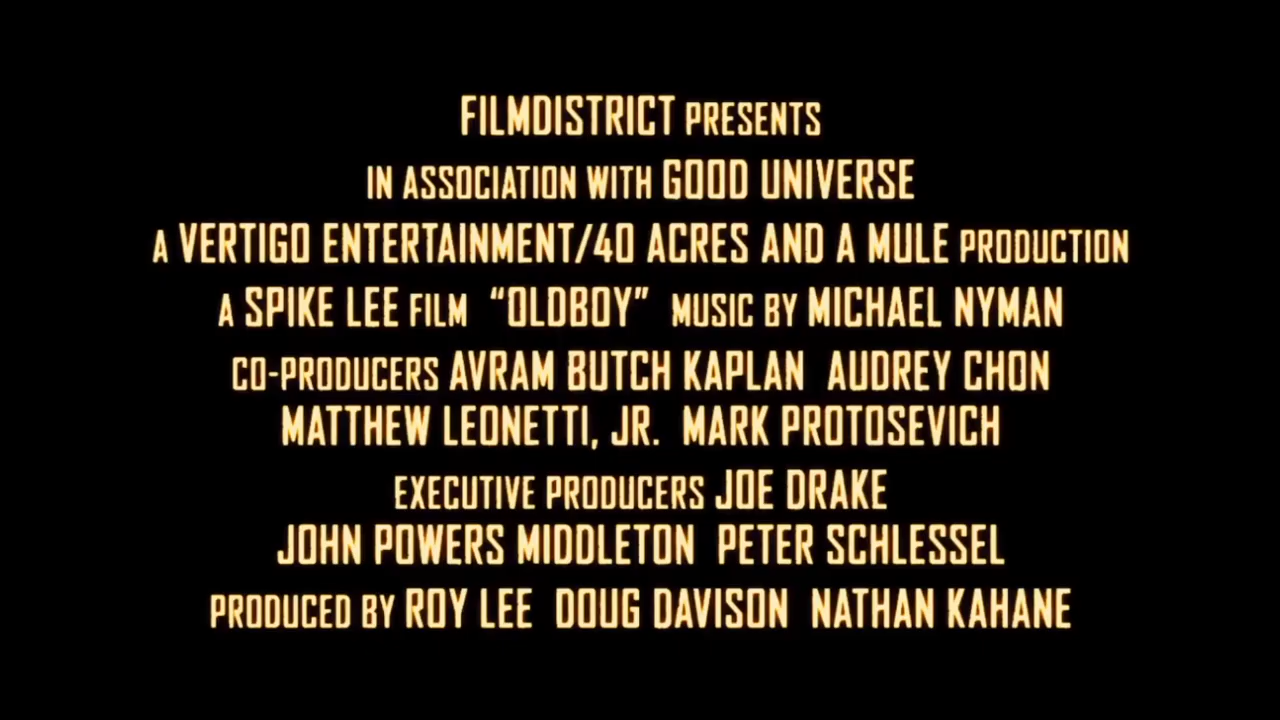 FILMDISTRICT PRESENTS
IN ASSOCIATION WITH GOOD UNIVERSE
A VERTIGO ENTERTAINMENT/40 ACRES AND A MULE PRODUCTION
A SPIKE LEE FILM "OLDBOY" MUSIC BY MICHAEL NYMAN
CO-PRODUCERS AVRAM BUTCH KAPLAN AUDREY CHON
MATTHEW LEONETTI, JR. MARK PROTOSEVICH
EXECUTIVE PRODUCERS JOE DRAKE
JOHN POWERS MIDDLETON PETER SCHLESSEL
PRODUCED BY ROY LEE DOUG DAVISON NATHAN KAHANE